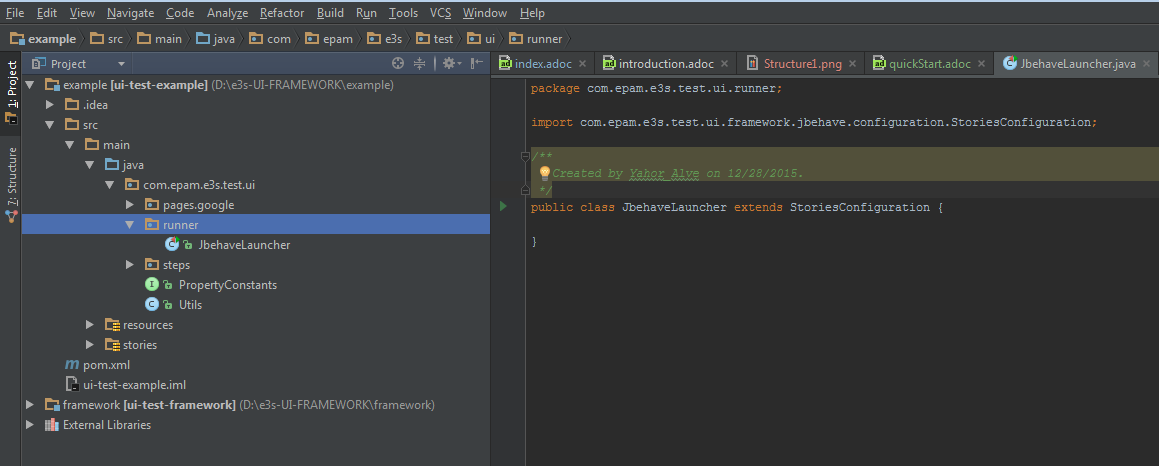 File Edit View Navigate Code Analyze Refactor Build Run Tools VCS Window Help
example src main java com epam e3s test ui runner
1: Project
7: Structure
Project
index.adoc introduction.adoc Structure1.png quickStart.adoc JbehaveLauncher.java
example [ui-test-example] (D:\e3s-UI-FRAMEWORK\example)
.idea
src
main
java
com.epam.e3s.test.ui
pages.google
runner
JbehaveLauncher
steps
PropertyConstants
Utils
resources
stories
pom.xml
ui-test-example.iml
framework [ui-test-framework] (D:\e3s-UI-FRAMEWORK\framework)
External Libraries
package com.epam.e3s.test.ui.runner;
import com.epam.e3s.test.ui.framework.jbehave.configuration.StoriesConfiguration;
/**
Created by Yahor_Alve on 12/28/2015.
*/
public class JbehaveLauncher extends StoriesConfiguration {
}